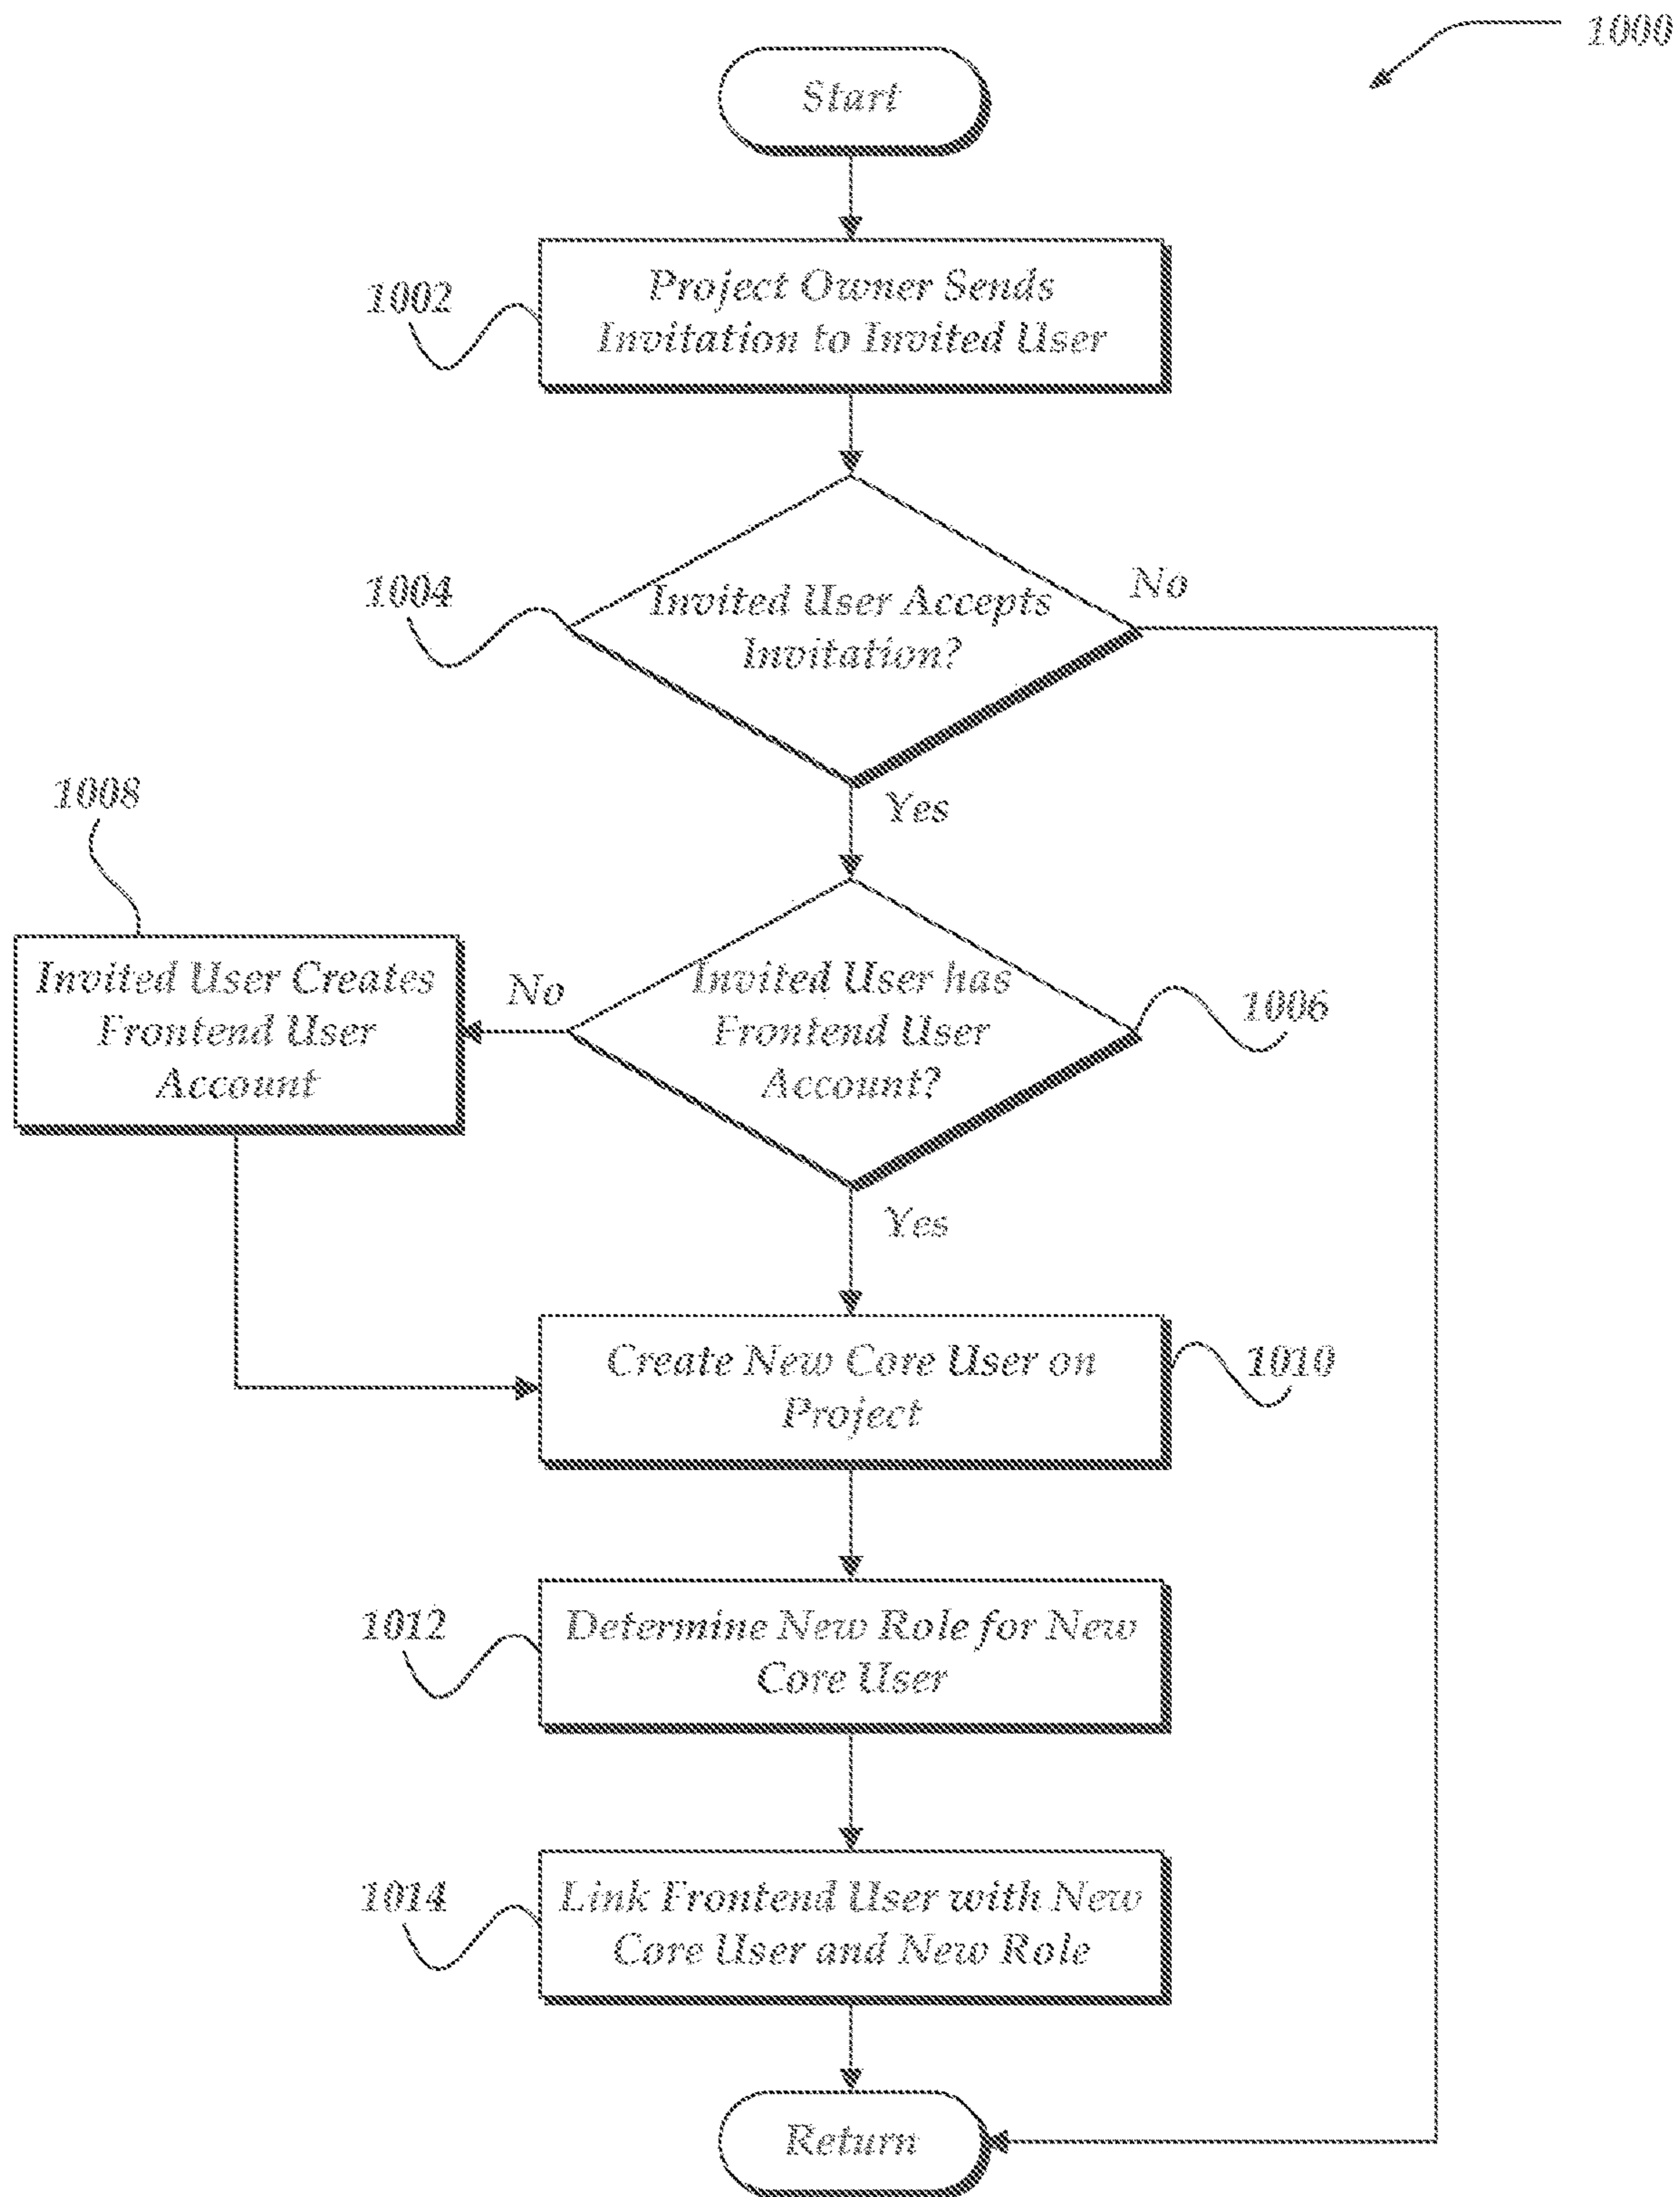 1000
Start
1002
Project Owner Sends
Invitation to Invited User
1004
Invited User Accepts
Invitation?
No
Yes
1008
Invited User Creates
Frontend User
Account
No
Invited User has
Frontend User
Account?
1006
Yes
Create New Core User on
Project
1010
1012
Determine New Role for New
Core User
1014
Link Frontend User with New
Core User and New Role
Return